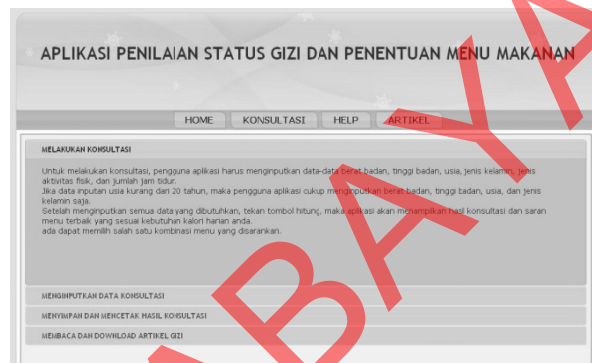 APLIKASI PENILAIAN STATUS GIZI DAN PENENTUAN MENU MAKANAN
HOME KONSULTASI HELP ARTIKEL
MELAKUKAN KONSULTASI
Untuk melakukan konsultasi, pengguna aplikasi harus menginputkan data-data berat badan, tinggi badan, usia, jenis kelamin, jenis
aktivitas fisik, dan jumlah jam tidur.
Jika data inputan usia kurang dari 20 tahun, maka pengguna aplikasi cukup menginputkan berat badan, tinggi badan, usia, dan jenis
kelamin saja.
Setelah menginputkan semua data yang dibutuhkan, tekan tombol hitung, maka aplikasi akan menampilkan hasil konsultasi dan saran
menu terbaik yang sesuai kebutuhan kalori harian anda.
ada dapat memilih salah satu kombinasi menu yang disarankan.
MENGINPUTKAN DATA KONSULTASI
MENYIMPAN DAN MENCETAK HASIL KONSULTASI
MEMBACA DAN DOWNLOAD ARTIKEL GIZI
ABAYA